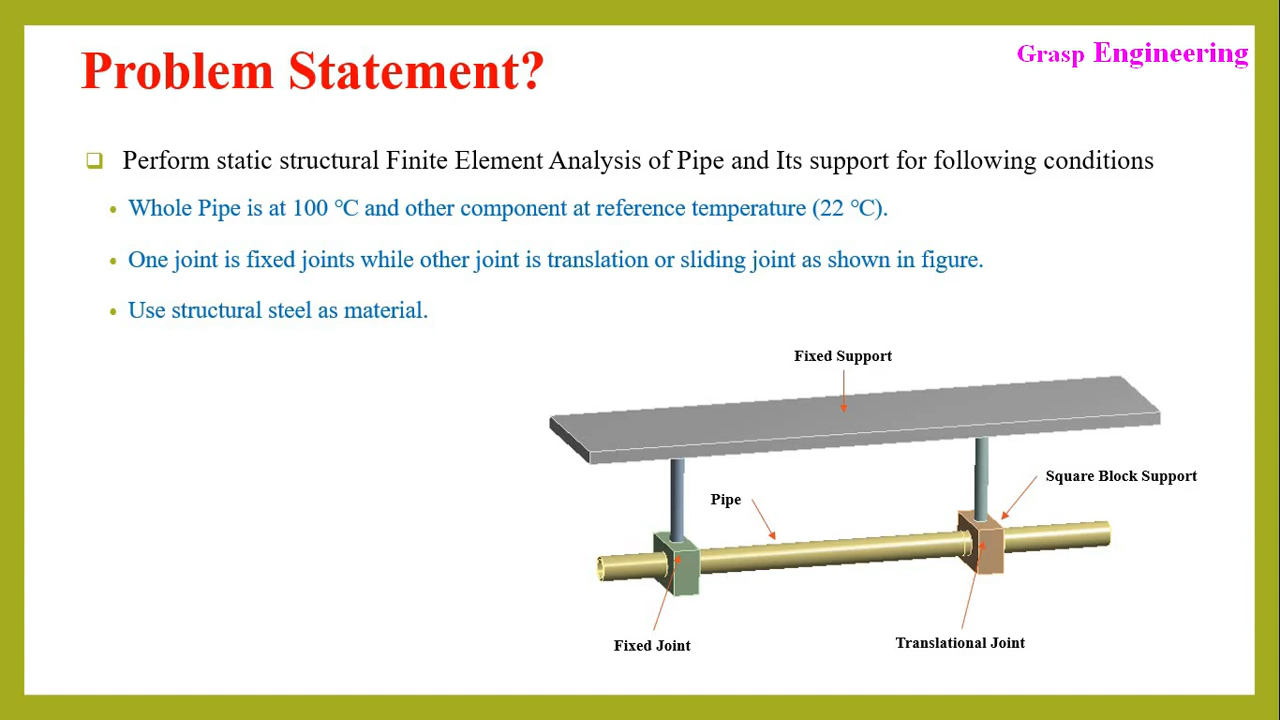 Problem Statement?
Grasp Engineering
Perform static structural Finite Element Analysis of Pipe and Its support for following conditions
Whole Pipe is at 100 °C and other component at reference temperature (22 °C).
One joint is fixed joints while other joint is translation or sliding joint as shown in figure.
Use structural steel as material.
Fixed Support
Square Block Support
Pipe
Fixed Joint
Translational Joint